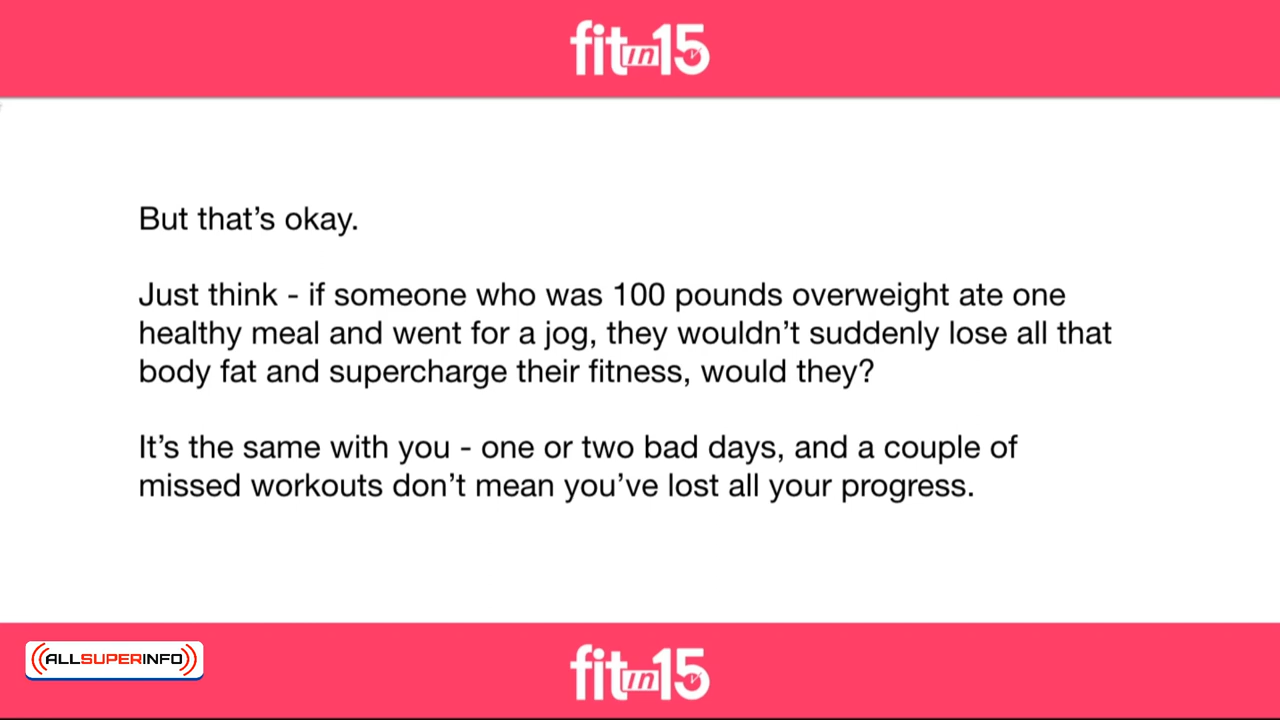 fit in 15
But that’s okay.
Just think - if someone who was 100 pounds overweight ate one
healthy meal and went for a jog, they wouldn’t suddenly lose all that
body fat and supercharge their fitness, would they?
It’s the same with you - one or two bad days, and a couple of
missed workouts don’t mean you’ve lost all your progress.
ALLSUPERINFO
fit in 15